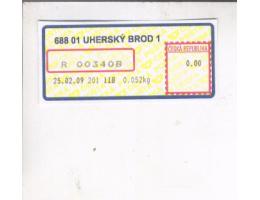 688 01 UHERSKÝ BROD 1
ČESKÁ REPUBLIKA
R 00340B
0.00
25.02.09 201 11B 0.052kg